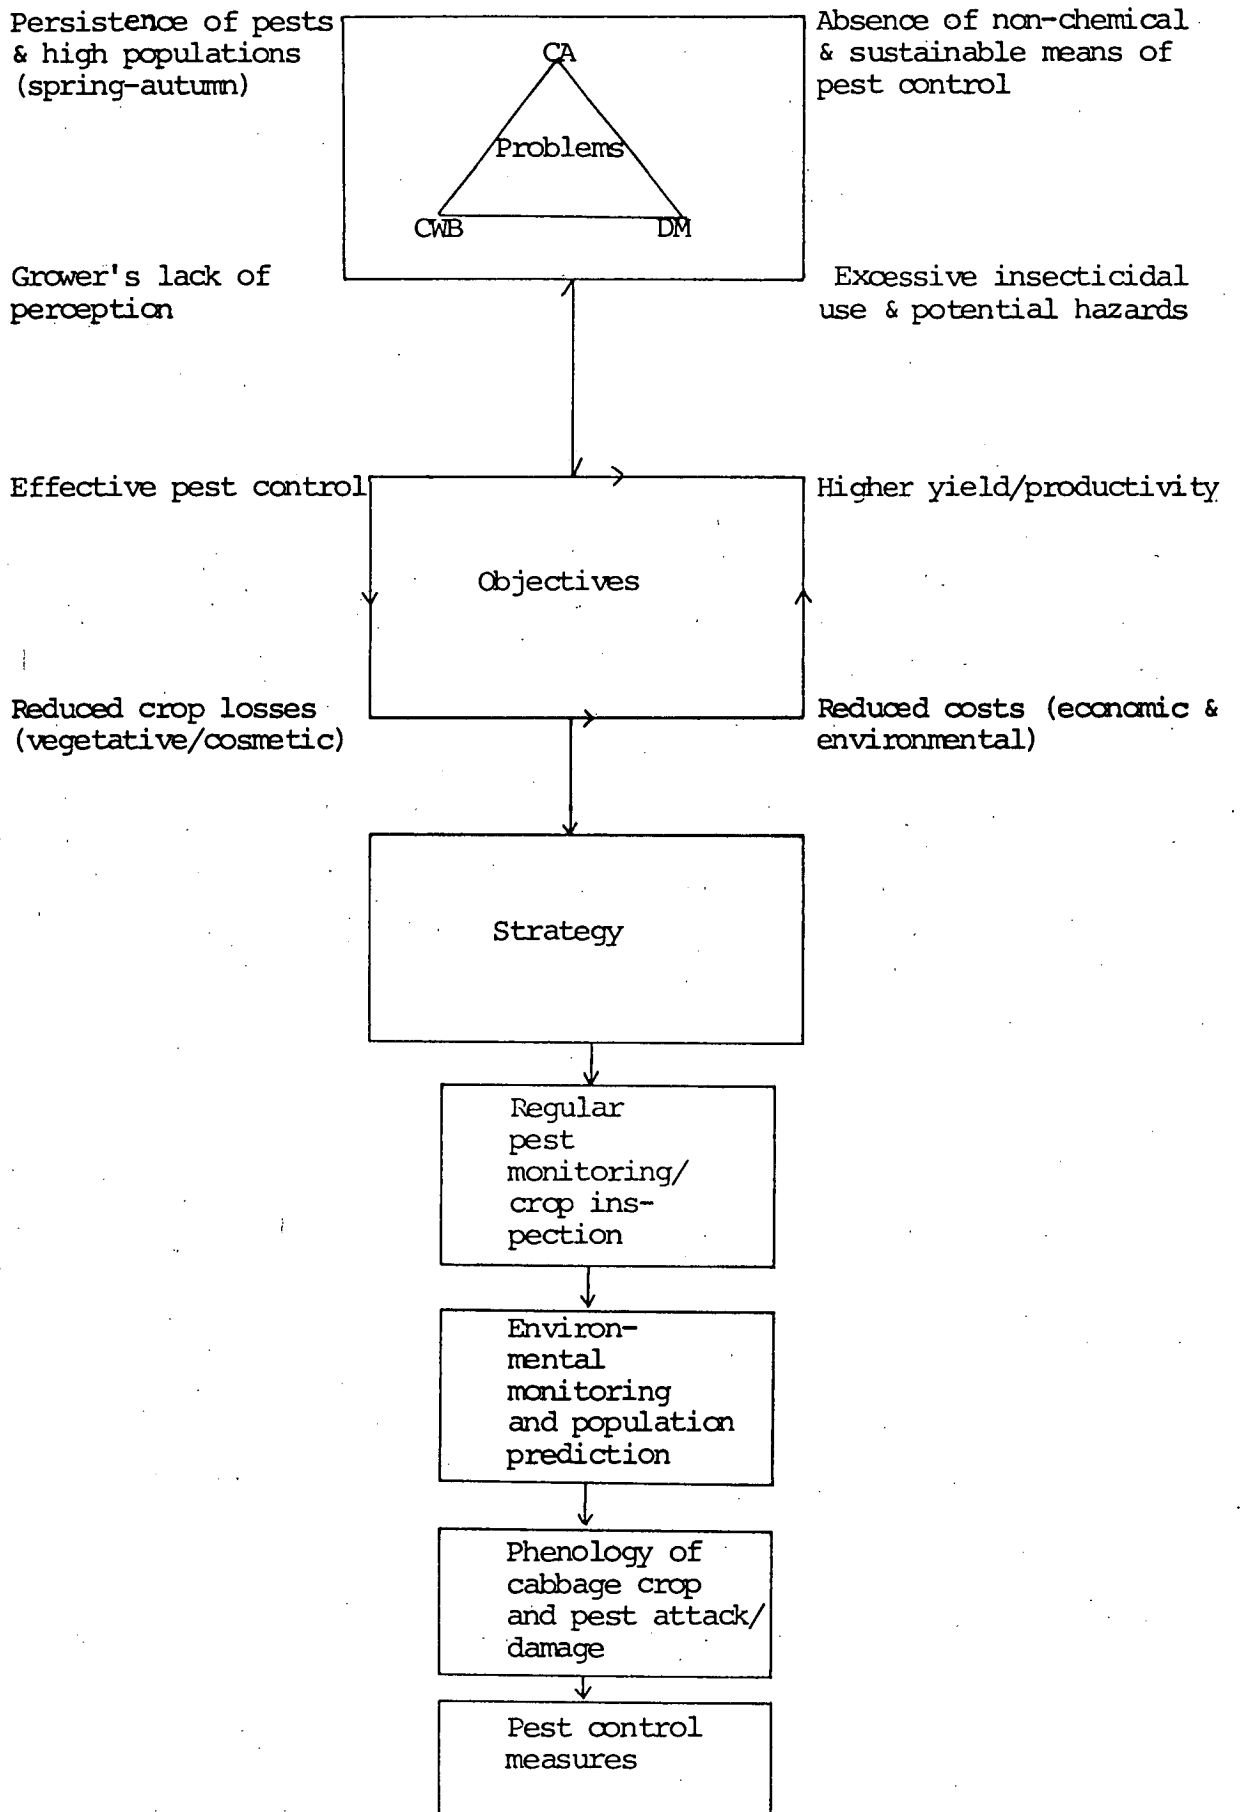 Persistence of pests
& high populations
(spring-autumn)
Absence of non-chemical
& sustainable means of
pest control
CA
Problems
CWB
DM
Grower's lack of
perception
Excessive insecticidal
use & potential hazards
Effective pest control
Higher yield/productivity
Objectives
Reduced crop losses
(vegetative/cosmetic)
Reduced costs (economic &
environmental)
Strategy
Regular
pest
monitoring/
crop ins-
pection
Environ-
mental
monitoring
and population
prediction
Phenology of
cabbage crop
and pest attack/
damage
Pest control
measures